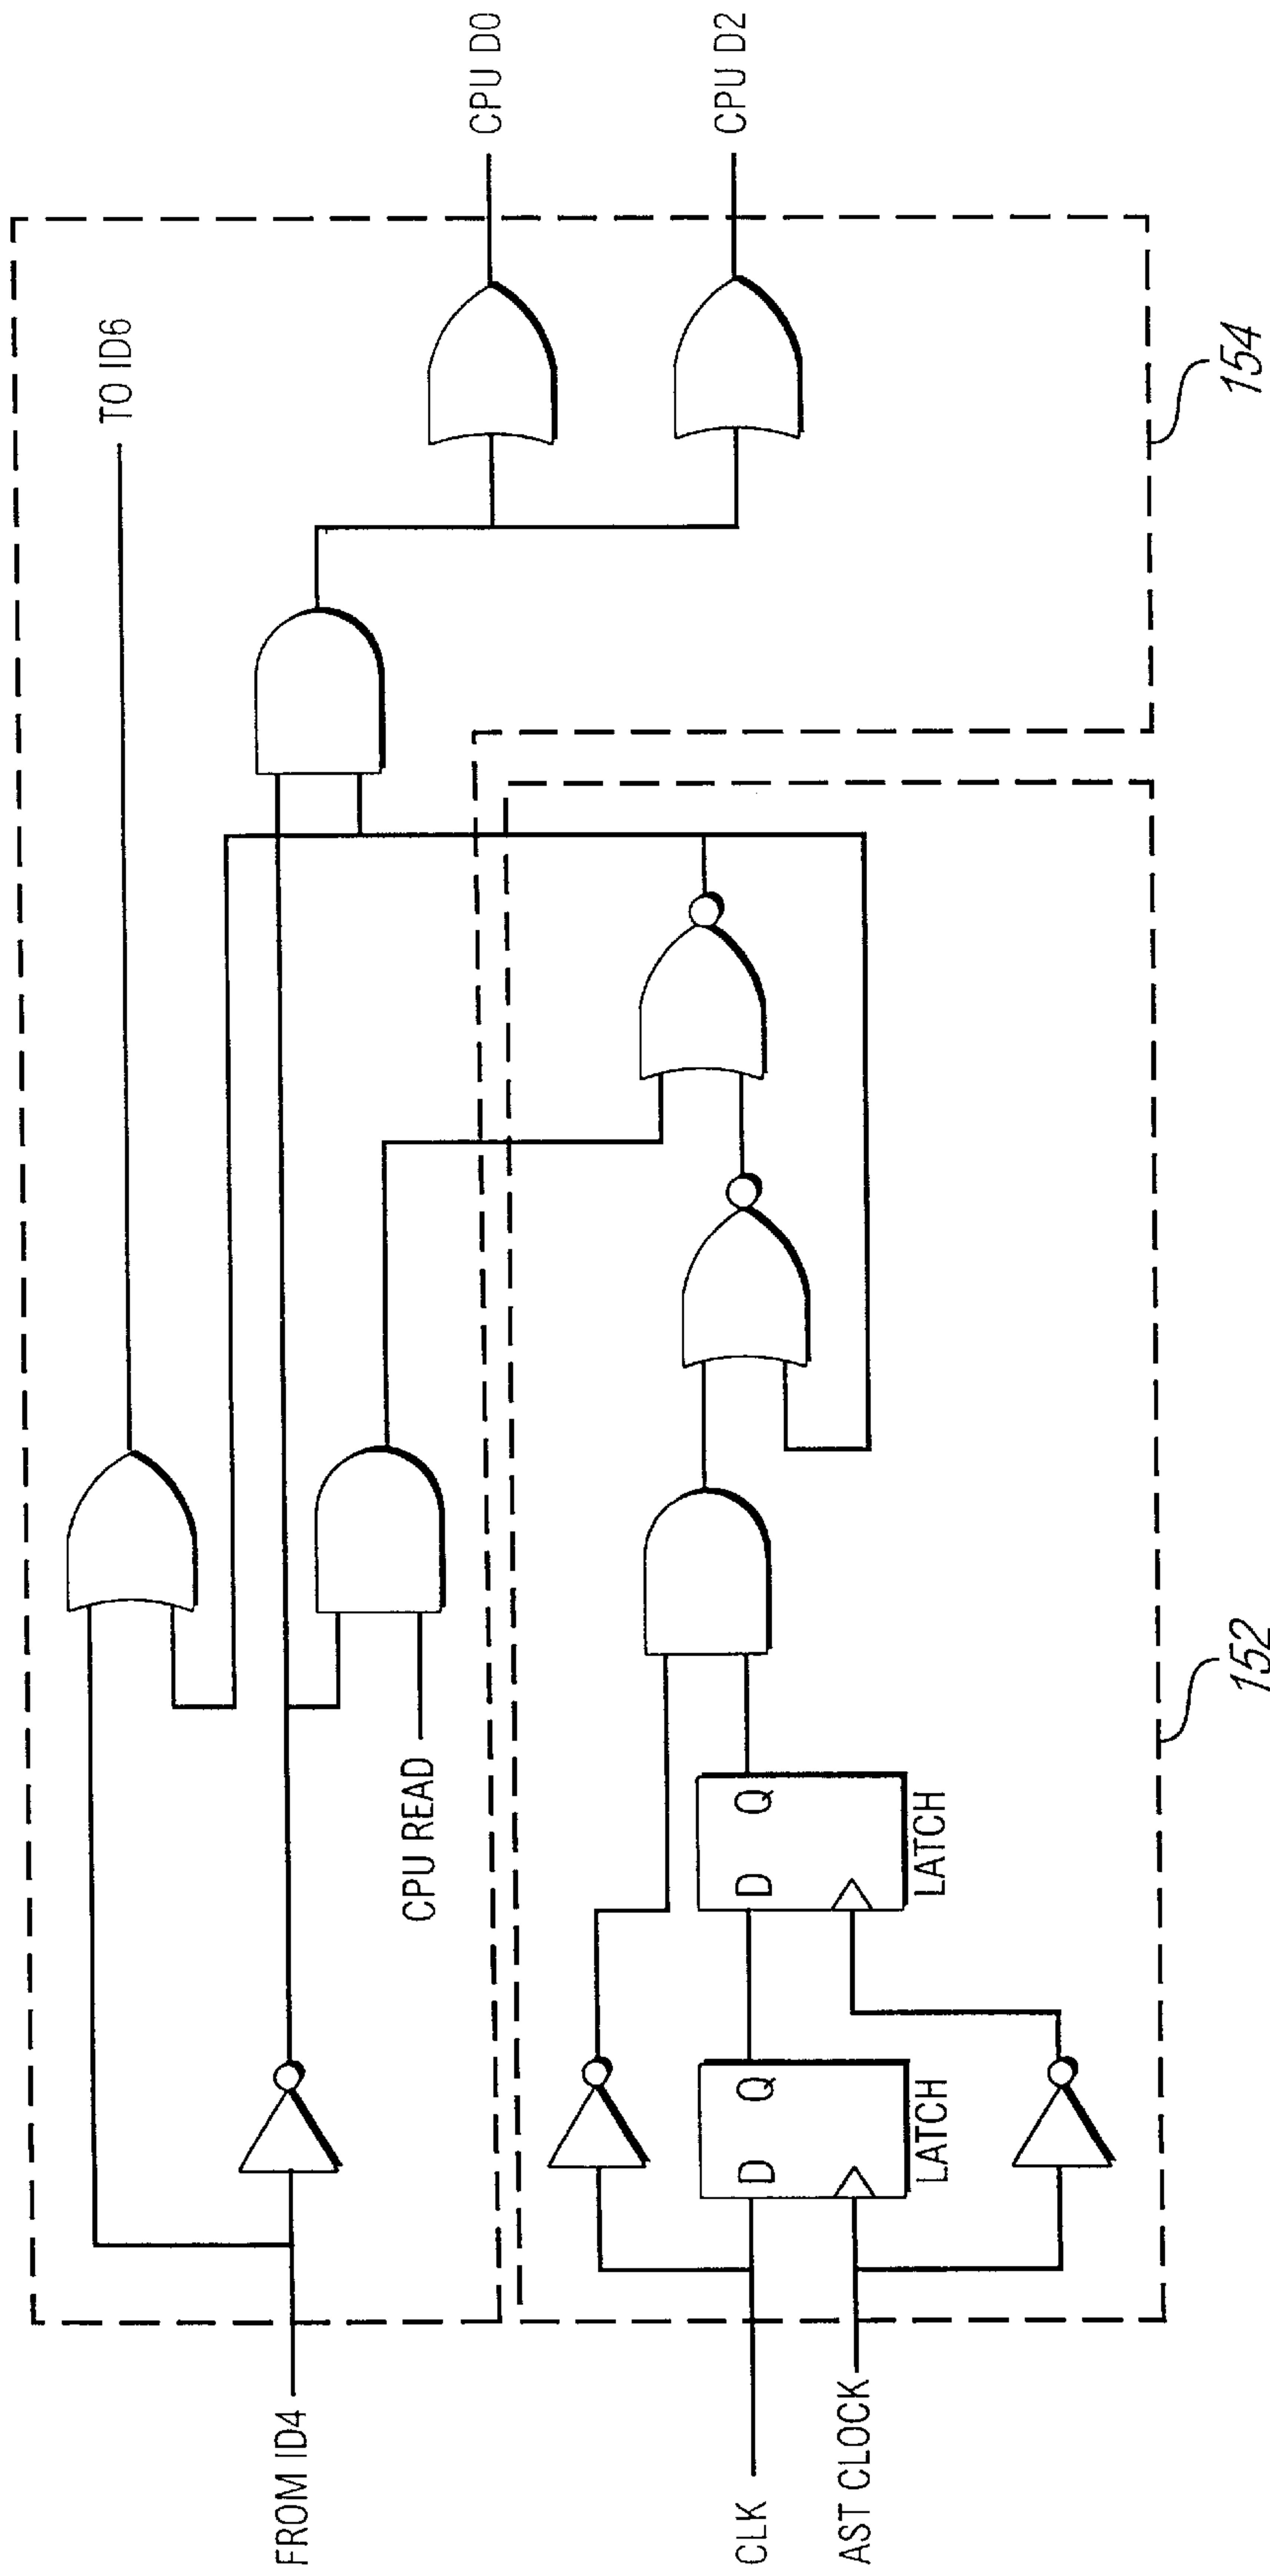 FROM ID4
TO ID6
CPU READ
CPU D0
CPU D2
CLK
AST CLOCK
D Q
LATCH
D Q
LATCH
152
154